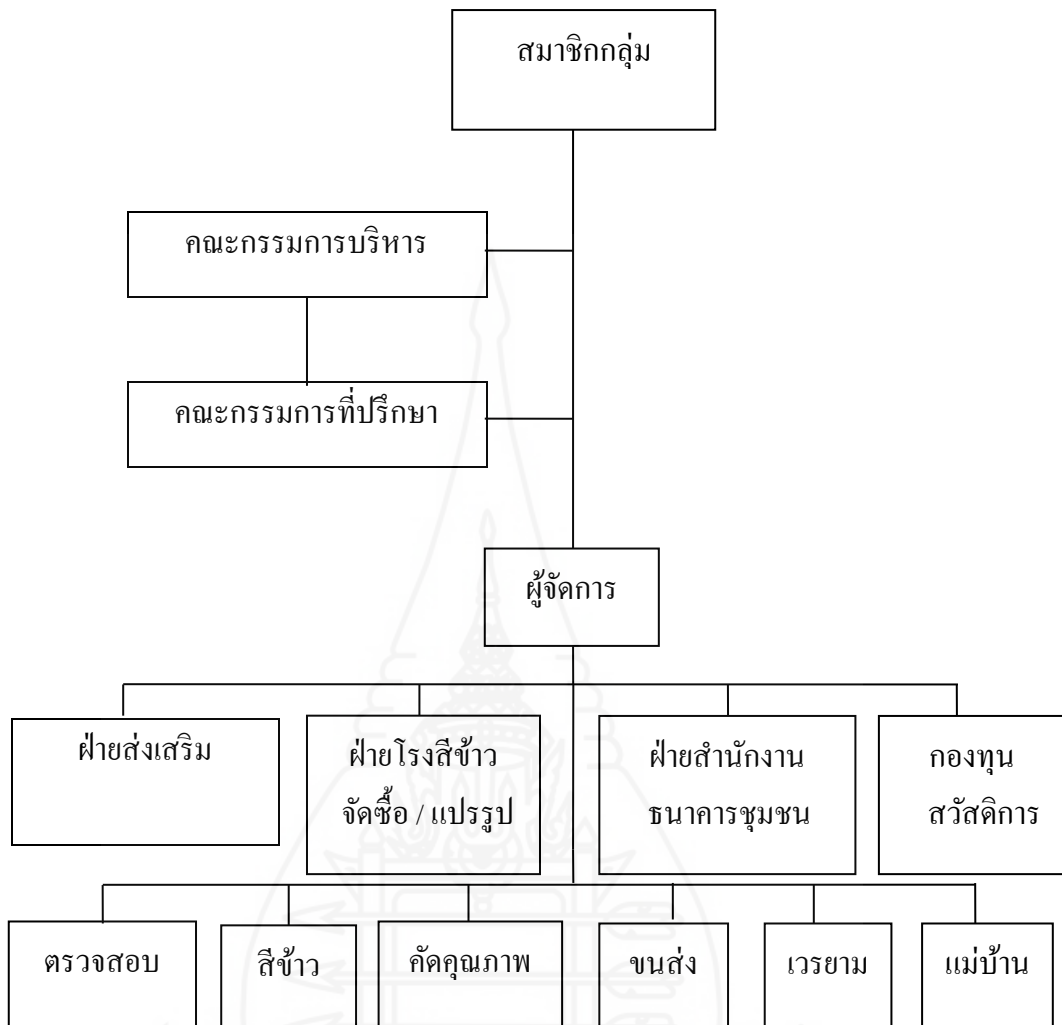 สมาชิกกลุ่ม
คณะกรรมการบริหาร
คณะกรรมการที่ปรึกษา
ผู้จัดการ
ฝ่ายส่งเสริม
ฝ่ายโรงสีข้าว
จัดซื้อ / แปรรูป
ฝ่ายสำนักงาน
ธนาคารชุมชน
กองทุน
สวัสดิการ
ตรวจสอบ
สีข้าว
คัดคุณภาพ
ขนส่ง
เวรยาม
แม่บ้าน